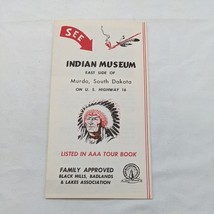 SEE
INDIAN MUSEUM
EAST SIDE OF
Murdo, South Dakota
ON U. S. HIGHWAY 16
LISTED IN AAA TOUR BOOK
FAMILY APPROVED
BLACK HILLS, BADLANDS
& LAKES ASSOCIATION